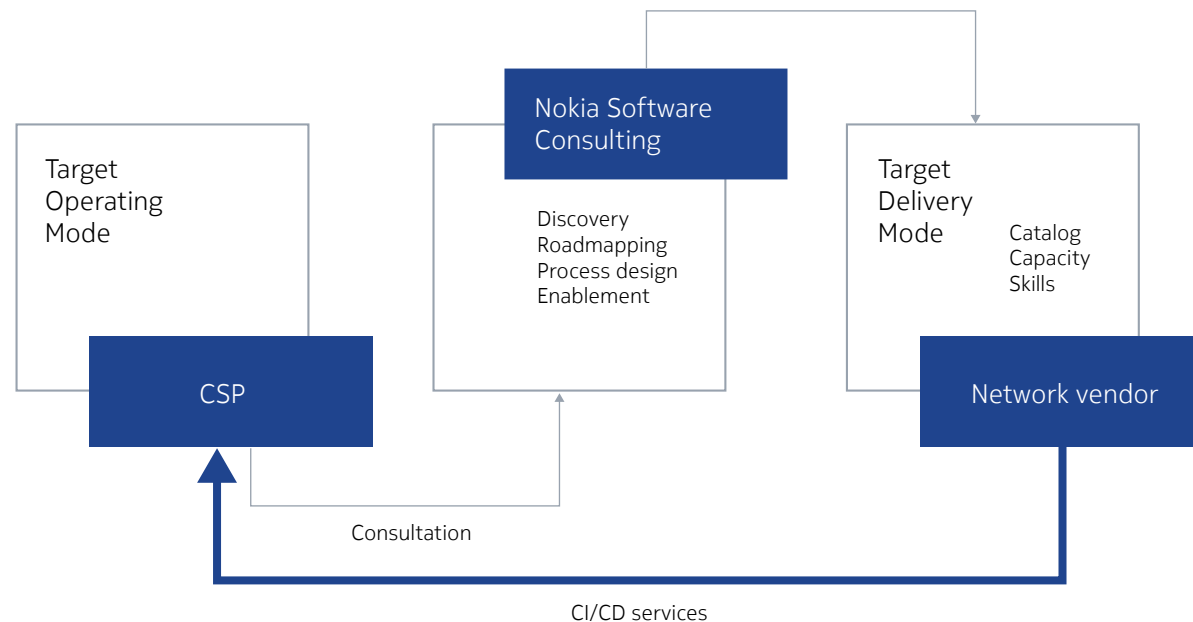 Target
Operating
Mode
CSP
Nokia Software
Consulting
Discovery
Roadmapping
Process design
Enablement
Target
Delivery
Mode
Catalog
Capacity
Skills
Network vendor
Consultation
CI/CD services